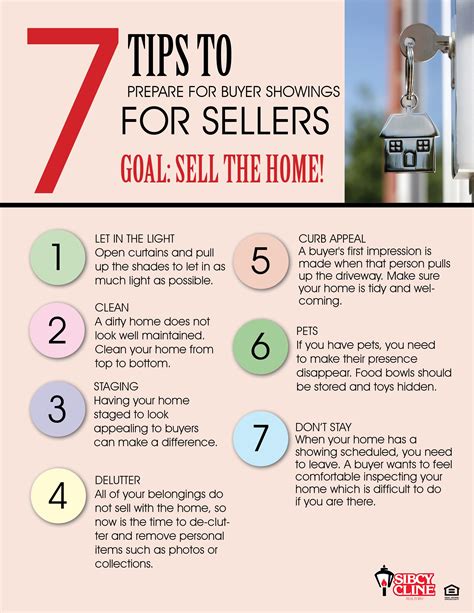 7
TIPS TO
PREPARE FOR BUYER SHOWINGS
FOR SELLERS
GOAL: SELL THE HOME!
1
LET IN THE LIGHT
Open curtains and pull
up the shades to let in as
much light as possible.
2
CLEAN
A dirty home does not
look well maintained.
Clean your home from
top to bottom.
3
STAGING
Having your home
staged to look
appealing to buyers
can make a difference.
4
DELUTTER
All of your belongings do
not sell with the home, so
now is the time to de-clut-
ter and remove personal
items such as photos or
collections.
5
CURB APPEAL
A buyer's first impression is
made when that person pulls
up the driveway. Make sure
your home is tidy and wel-
coming.
6
PETS
If you have pets, you need
to make their presence
disappear. Food bowls should
be stored and toys hidden.
7
DON'T STAY
When your home has a
showing scheduled, you need
to leave. A buyer wants to feel
comfortable inspecting your
home which is difficult to do
if you are there.
SIBCY
CLINE